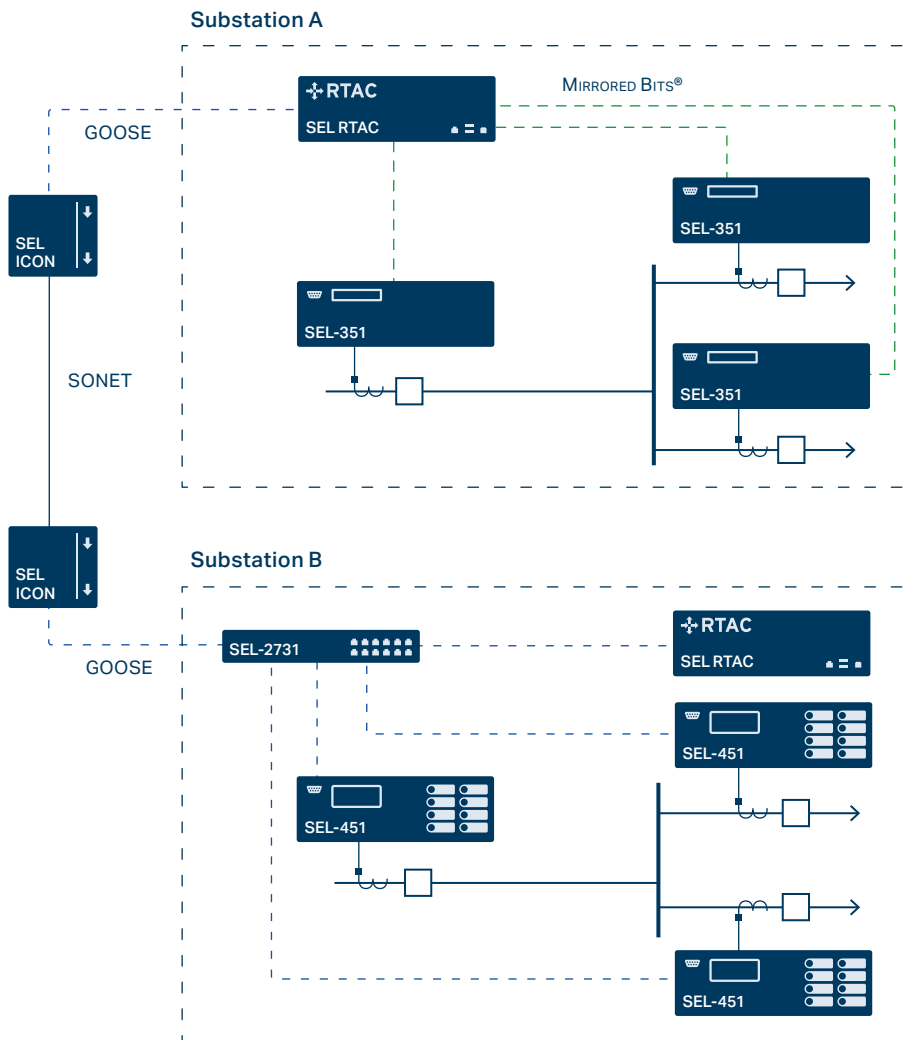 Substation A
RTAC
SEL RTAC
MIRRORED BITS®
GOOSE
SEL-351
SEL
ICON
SEL-351
SONET
SEL-351
SEL
ICON
Substation B
RTAC
SEL-2731
SEL RTAC
GOOSE
SEL-451
SEL-451
SEL-451